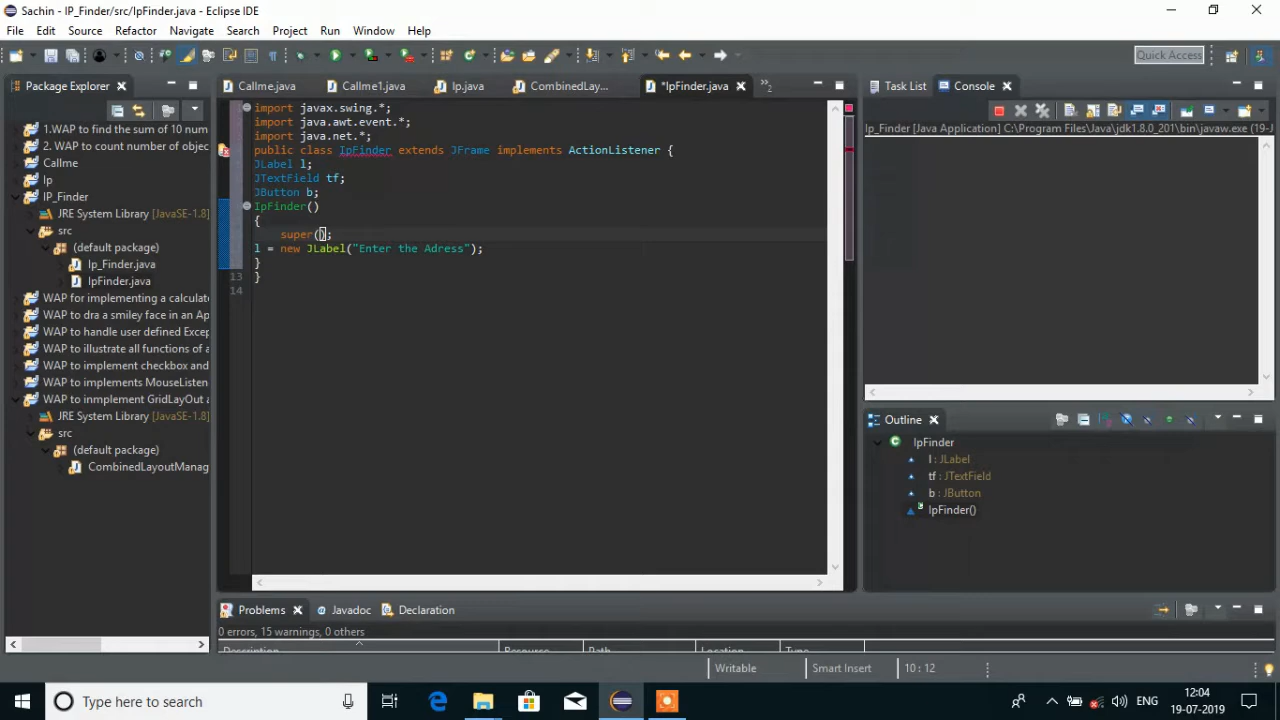 Sachin - IP_Finder/src/IpFinder.java - Eclipse IDE
File Edit Source Refactor Navigate Search Project Run Window Help
Quick Access
Package Explorer
1.WAP to find the sum of 10 num
2. WAP to count number of objec
Callme
Ip
IP_Finder
JRE System Library [JavaSE-1.8]
src
(default package)
Ip_Finder.java
IpFinder.java
WAP for implementing a calculat
WAP to dra a smiley face in an Ap
WAP to handle user defined Excep
WAP to illustrate all functions of a
WAP to implement checkbox and
WAP to implements MouseListen
WAP to inmplement GridLayOut a
JRE System Library [JavaSE-1.8]
src
(default package)
CombinedLayoutManag
Callme.java Callme1.java Ip.java CombinedLay... *IpFinder.java »2
import javax.swing.*;
import java.awt.event.*;
import java.net.*;
public class IpFinder extends JFrame implements ActionListener {
JLabel l;
JTextField tf;
JButton b;
IpFinder()
{
super();
l = new JLabel("Enter the Adress");
}
13 }
14
Task List Console
Ip_Finder [Java Application] C:\Program Files\Java\jdk1.8.0_201\bin\javaw.exe (19-J
Outline
IpFinder
l : JLabel
tf : JTextField
b : JButton
IpFinder()
Problems Javadoc Declaration
0 errors, 15 warnings, 0 others
Description Resource Path Location Type
Writable Smart Insert 10 : 12
Type here to search
ENG
12:04
19-07-2019